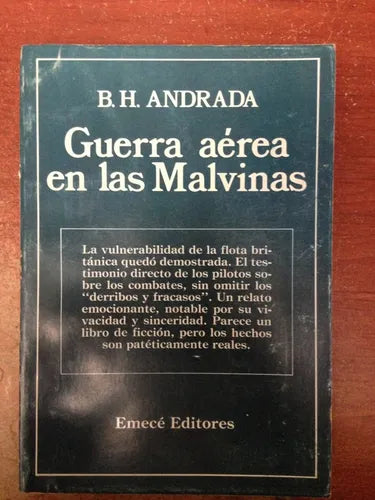 B. H. ANDRADA
Guerra aérea
en las Malvinas
La vulnerabilidad de la flota bri-
tánica quedó demostrada. El tes-
timonio directo de los pilotos so-
bre los combates, sin omitir los
"derribos y fracasos". Un relato
emocionante, notable por su vi-
vacidad y sinceridad. Parece un
libro de ficción, pero los hechos
son patéticamente reales.
Emecé Editores